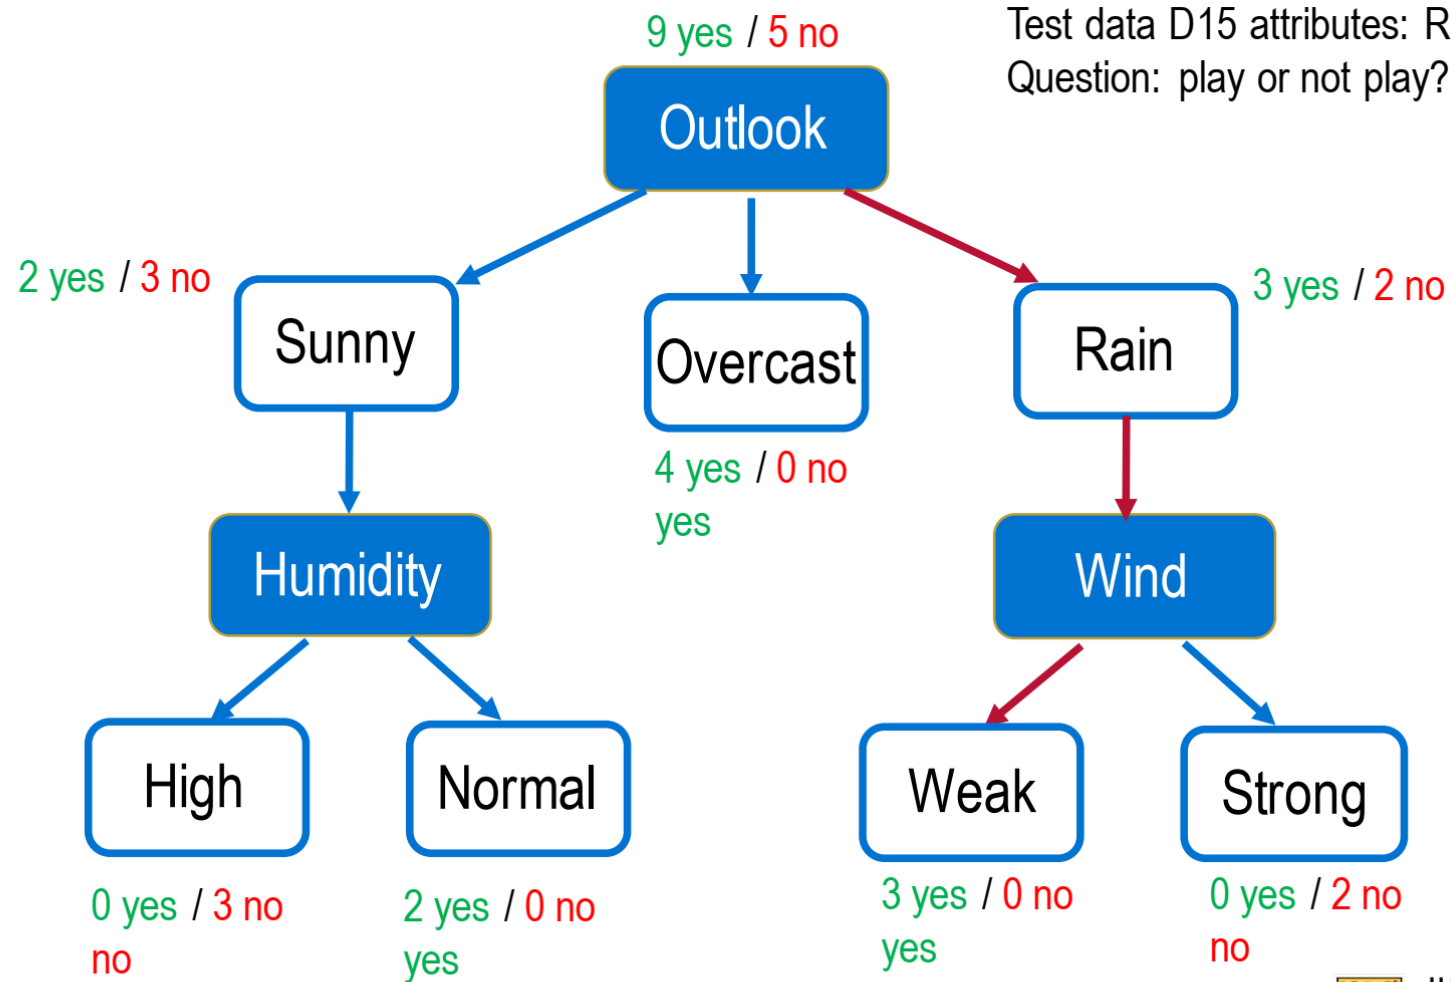 9 yes / 5 no
Test data D15 attributes: R
Question: play or not play?
Outlook
2 yes / 3 no
3 yes / 2 no
Sunny
Overcast
Rain
4 yes / 0 no
yes
Humidity
Wind
High
Normal
Weak
Strong
0 yes / 3 no
no
2 yes / 0 no
yes
3 yes / 0 no
yes
0 yes / 2 no
no